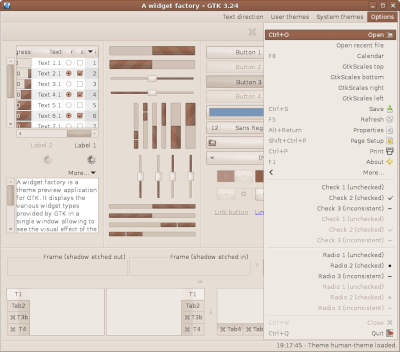 A widget factory – GTK 3.24
Text direction User themes System themes Options
gress Text r c
Text 1.1 1
Text 2.1 2
Text 3.1 3
Text 4.1 4
Text 5.1 5
Text 6.1 6
Text 7.1 7
Label 2 Label 1
More...
A widget factory is a
theme preview application
for GTK. It displays the
various widget types
provided by GTK in a
single window allowing to
see the visual effect of the
Button 1
Button 2
Button 3
Button 4
12 Sans Reg
Link button
Ctrl+O Open
Open recent file
F8 Calendar
GtkScales top
GtkScales bottom
GtkScales right
GtkScales left
Ctrl+S Save
F5 Refresh
Alt+Return Properties
Shift+Ctrl+P Page Setup
Ctrl+P Print
F1 About
More...
Check 1 (unchecked)
Check 2 (checked)
Check 3 (inconsistent)
Check 1 (unchecked)
Check 2 (checked)
Check 3 (inconsistent)
Radio 1 (unchecked)
Radio 2 (checked)
Radio 3 (inconsistent)
Radio 1 (unchecked)
Radio 2 (checked)
Radio 3 (inconsistent)
Ctrl+W Close
Ctrl+Q Quit
Frame (shadow etched out) Frame (shadow etched in)
T1
Tab2
T3b
T4
T1
Tab2
T3b
T4
Tab4
19:17:45 - Theme human-theme loaded.